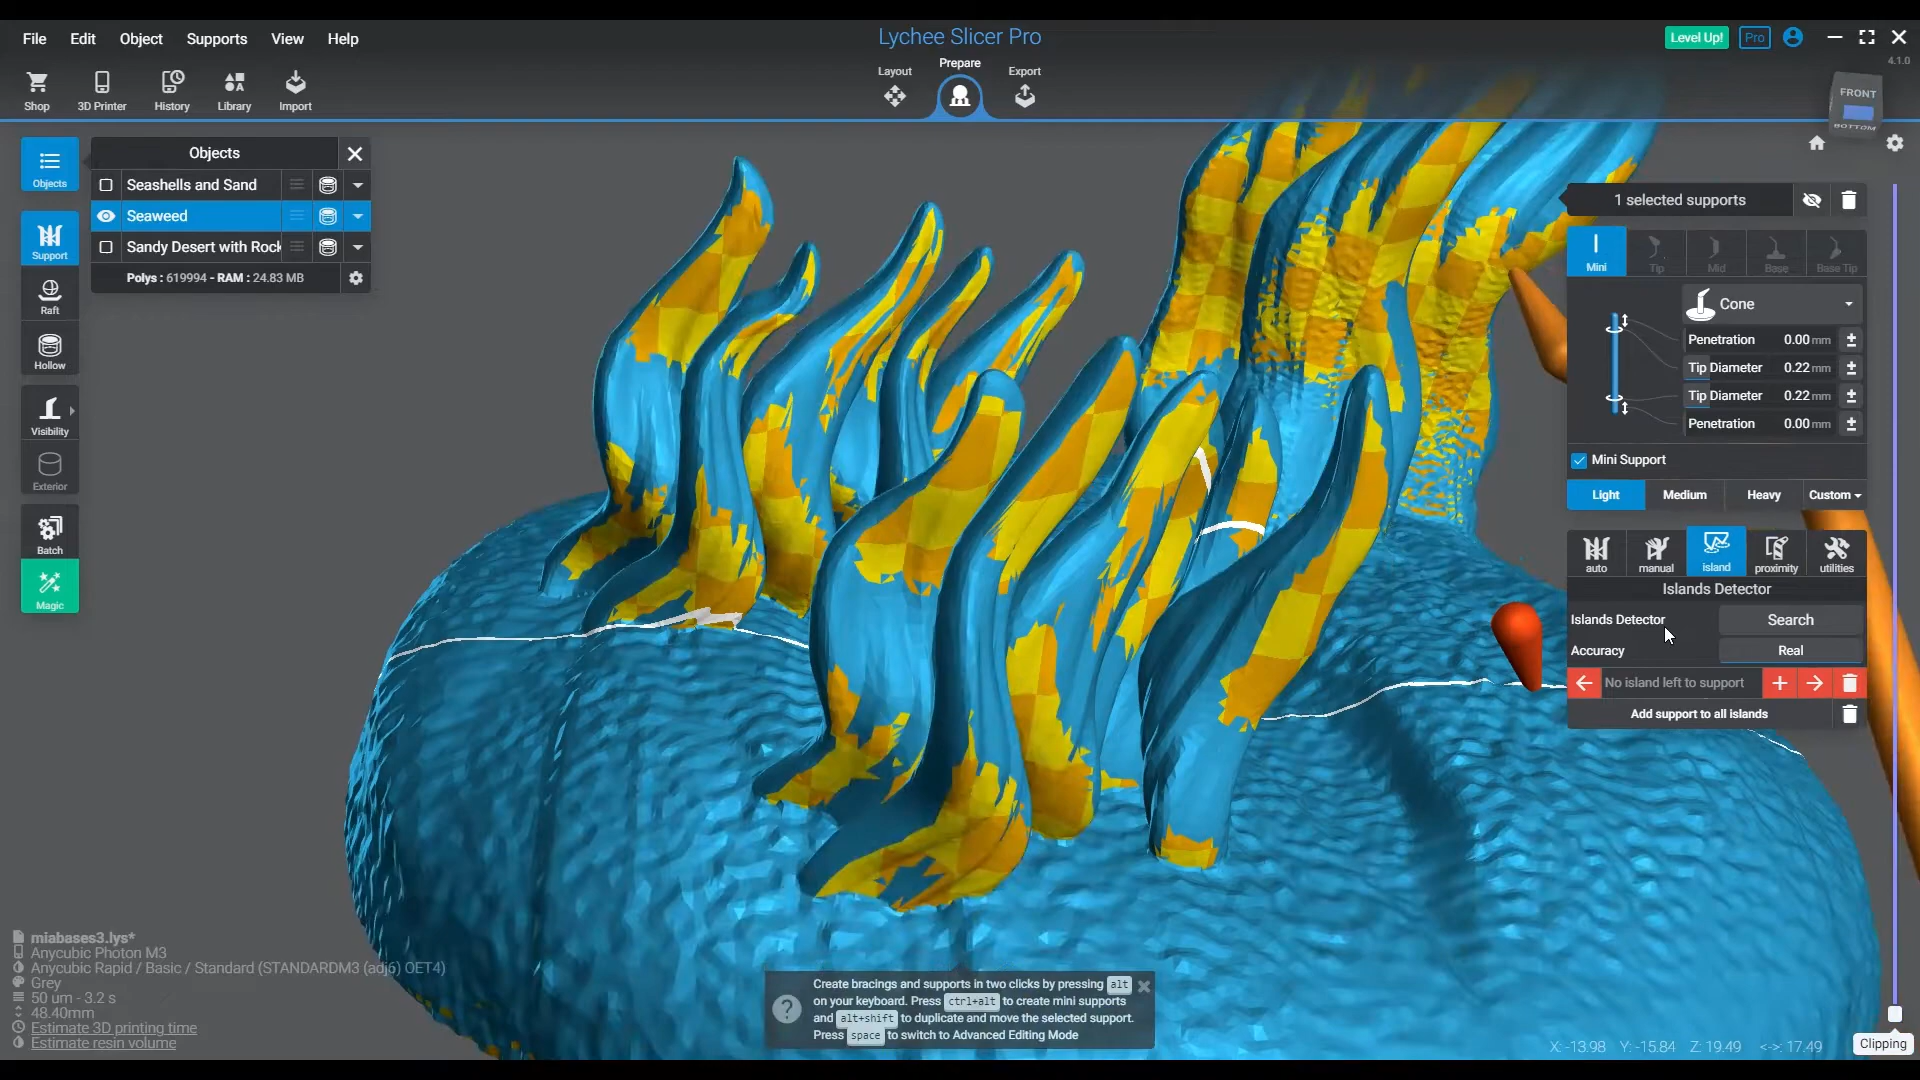 File Edit Object Supports View Help
Lychee Slicer Pro
Level Up! Pro
4.1.0
Shop 3D Printer History Library Import
Layout Prepare Export
FRONT
BOTTOM
Objects
Objects
Seashells and Sand
Seaweed
Sandy Desert with Rock
Polys : 619994 - RAM : 24.83 MB
Support
Raft
Hollow
Visibility
Exterior
Batch
Magic
1 selected supports
Mini Tip Mid Base Base Tip
Cone
Penetration 0.00 mm
Tip Diameter 0.22 mm
Tip Diameter 0.22 mm
Penetration 0.00 mm
Mini Support
Light Medium Heavy Custom
auto manual island proximity utilities
Islands Detector
Islands Detector Search
Accuracy Real
No island left to support
Add support to all islands
miabases3.lys*
Anycubic Photon M3
Anycubic Rapid / Basic / Standard (STANDARDM3 (adj6) OET4)
Grey
50 um - 3.2 s
48.40mm
Estimate 3D printing time
Estimate resin volume
Create bracings and supports in two clicks by pressing alt
on your keyboard. Press ctrl+alt to create mini supports
and alt+shift to duplicate and move the selected support.
Press space to switch to Advanced Editing Mode
X: -13.98 Y: -15.84 Z: 19.49 <->: 17.49
Clipping